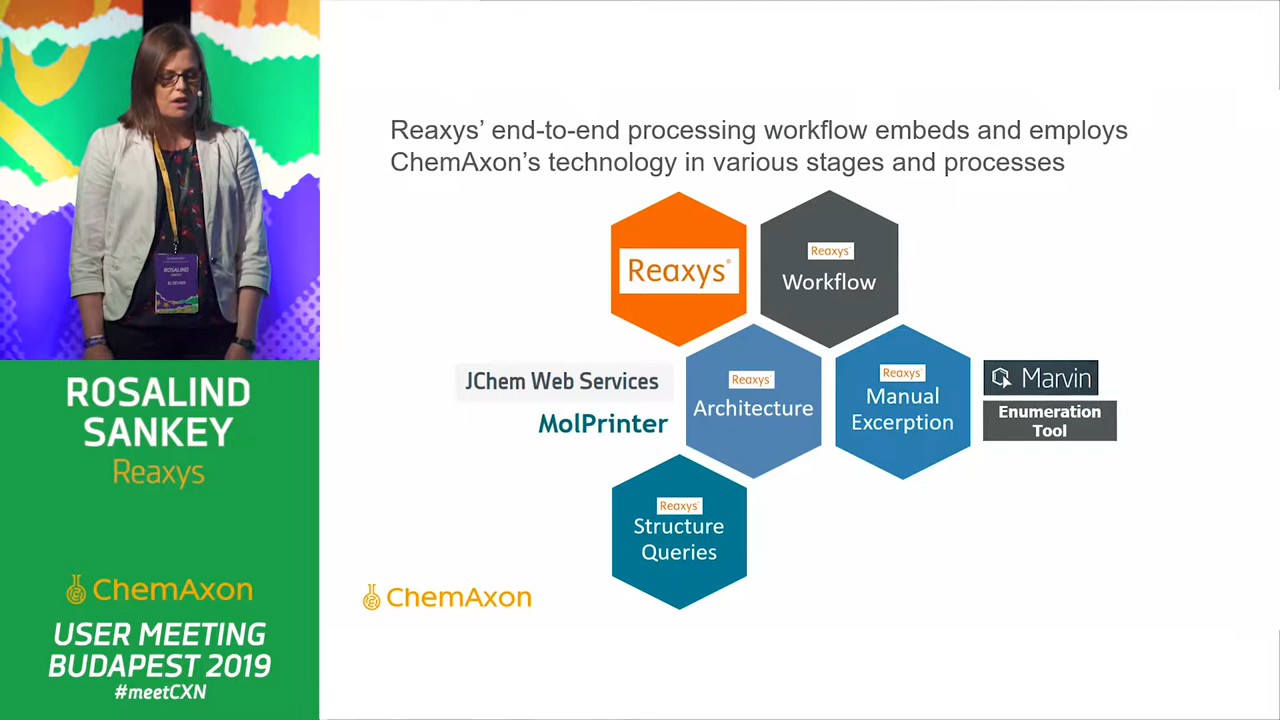 ROSALIND
ELSEVIER
ROSALIND
SANKEY
Reaxys
ChemAxon
USER MEETING
BUDAPEST 2019
#meetCXN
Reaxys' end-to-end processing workflow embeds and employs
ChemAxon's technology in various stages and processes
Reaxys®
Reaxys®
Workflow
JChem Web Services
MolPrinter
Reaxys®
Architecture
Reaxys®
Manual
Excerption
Marvin
Enumeration
Tool
Reaxys®
Structure
Queries
ChemAxon